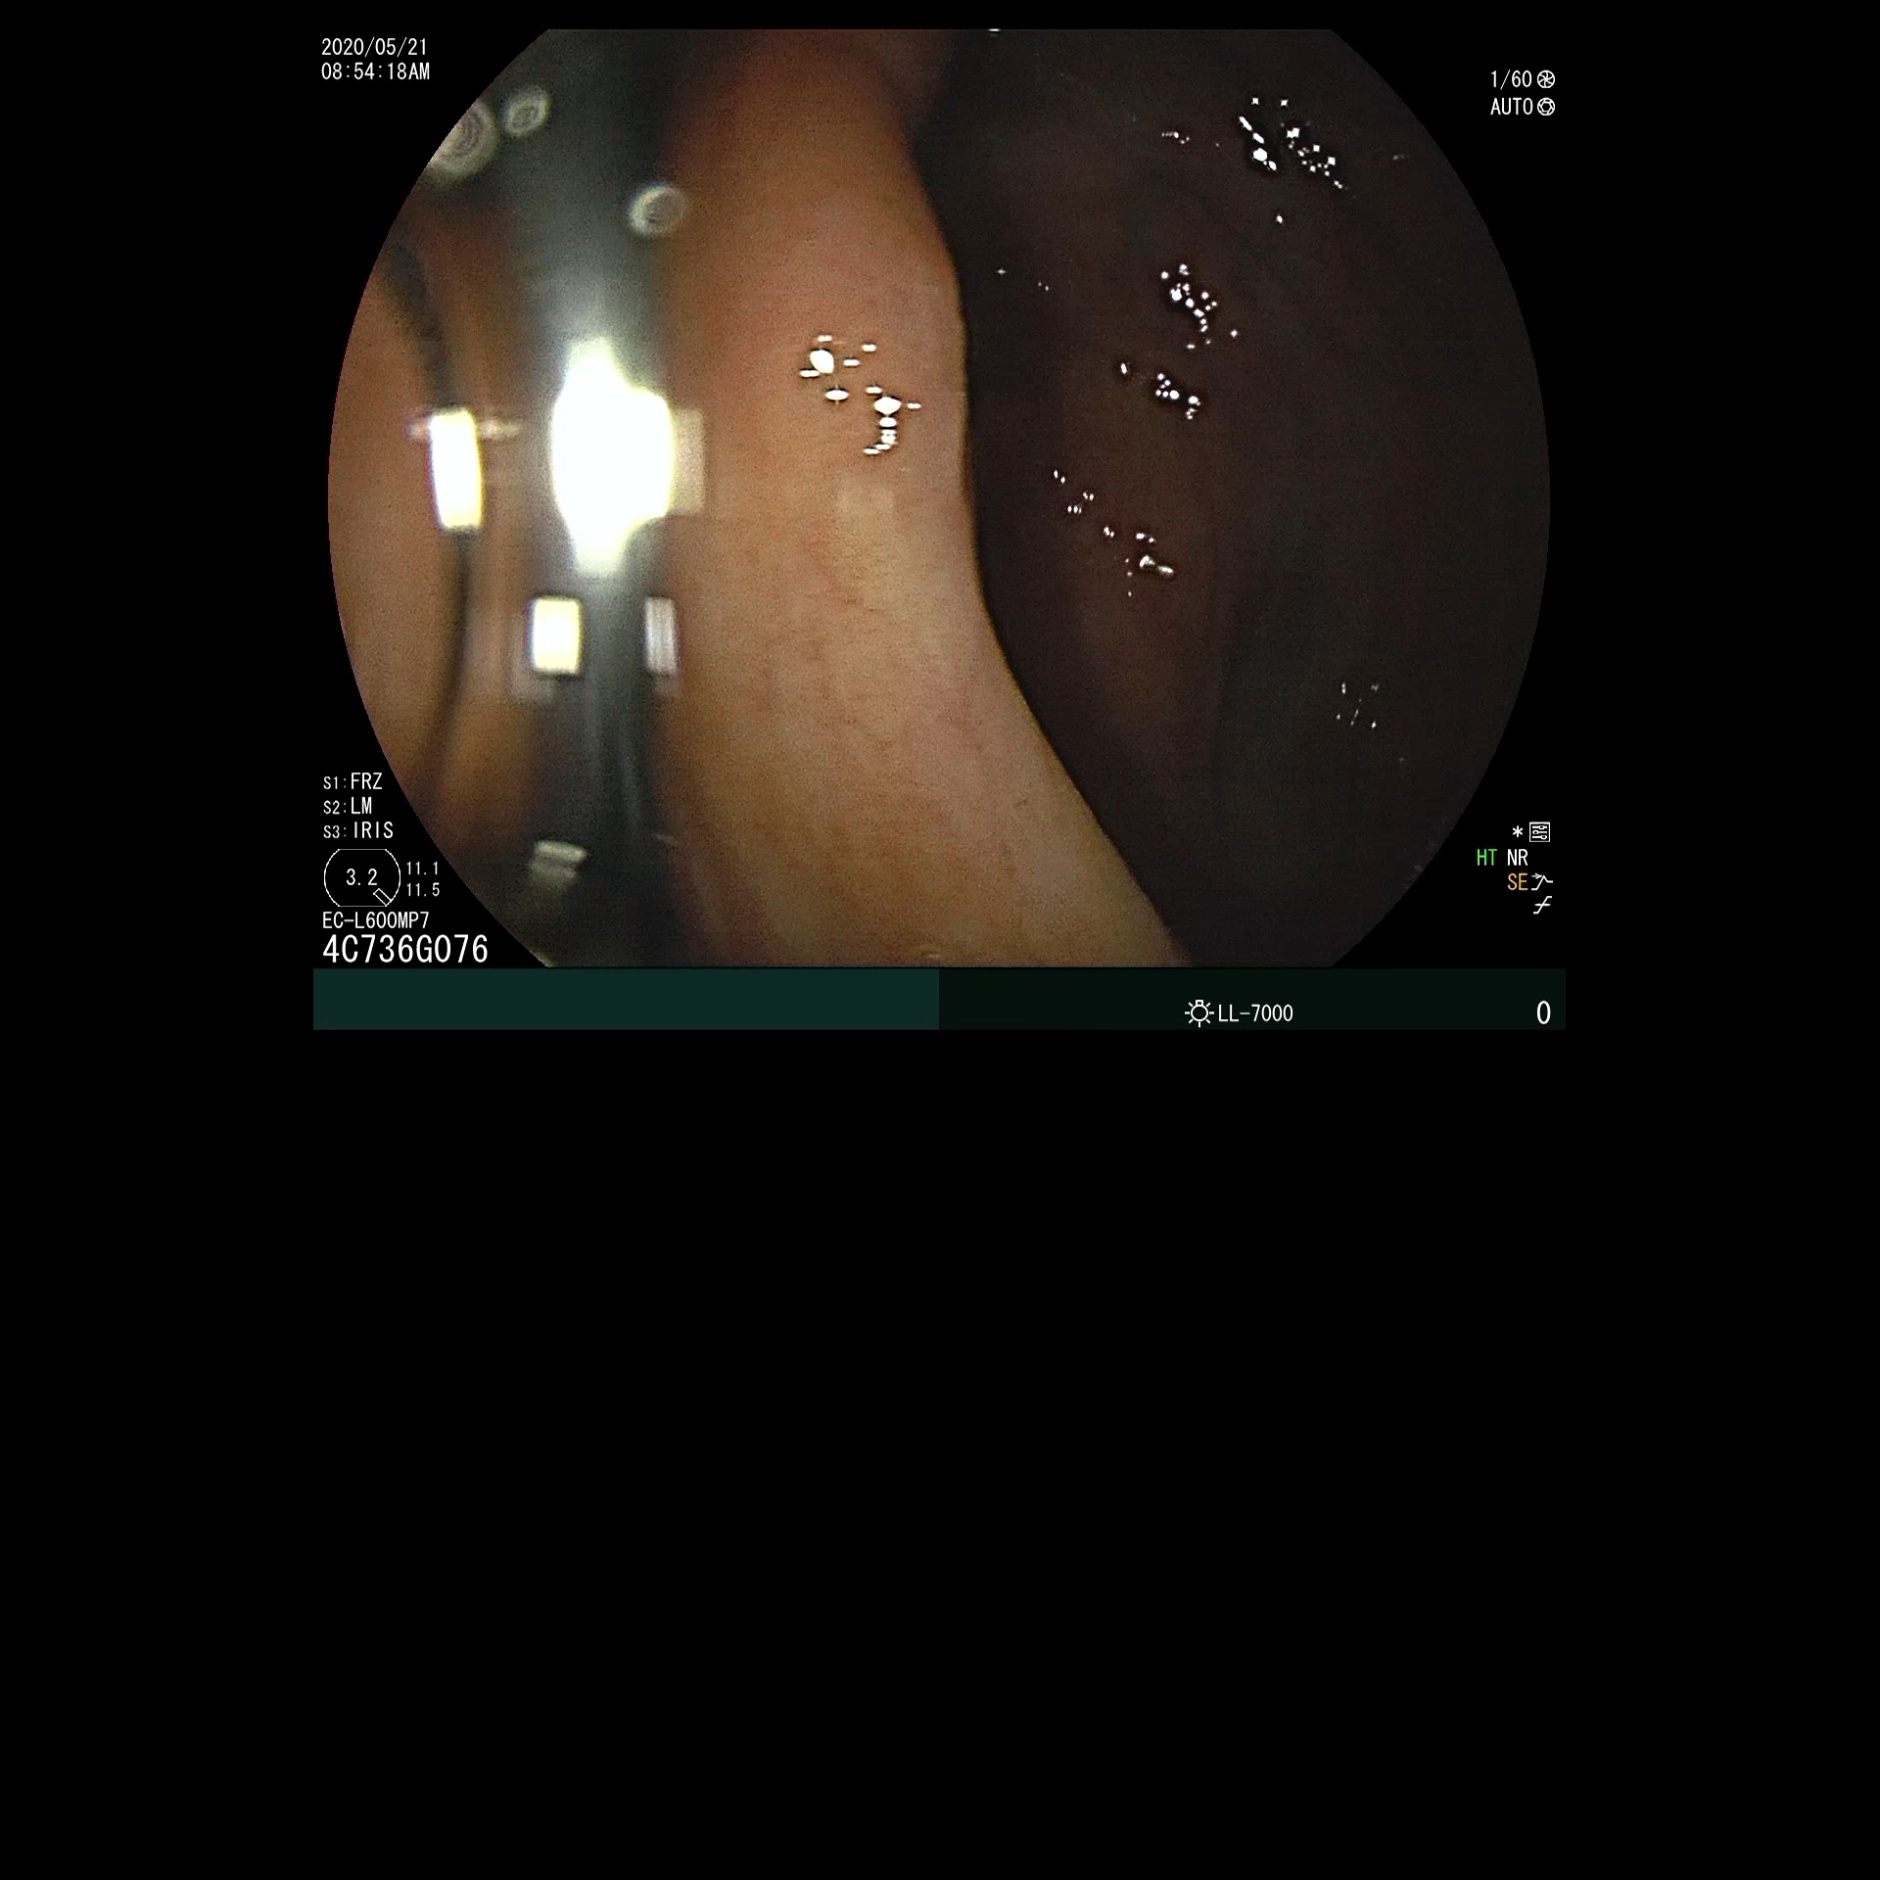 2020/05/21
08:54:18AM
1/60
AUTO
S1:FRZ
S2:LM
S3:IRIS
3.2
11.1
11.5
EC-L600MP7
4C736G076
*
HT NR
SE
LL-7000
0